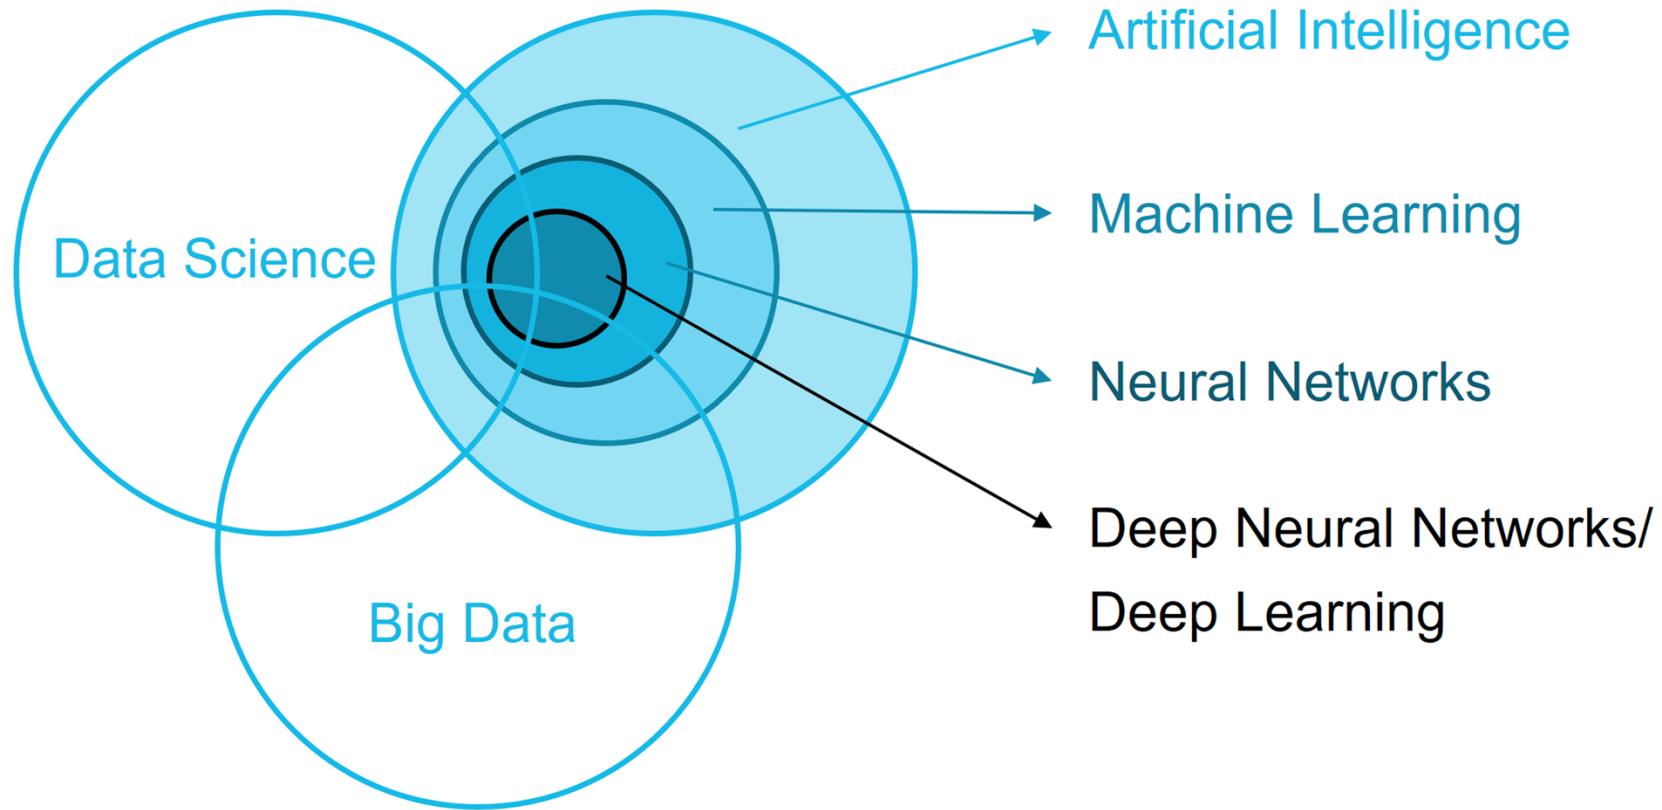 Artificial Intelligence
Machine Learning
Data Science
Neural Networks
Deep Neural Networks/
Deep Learning
Big Data